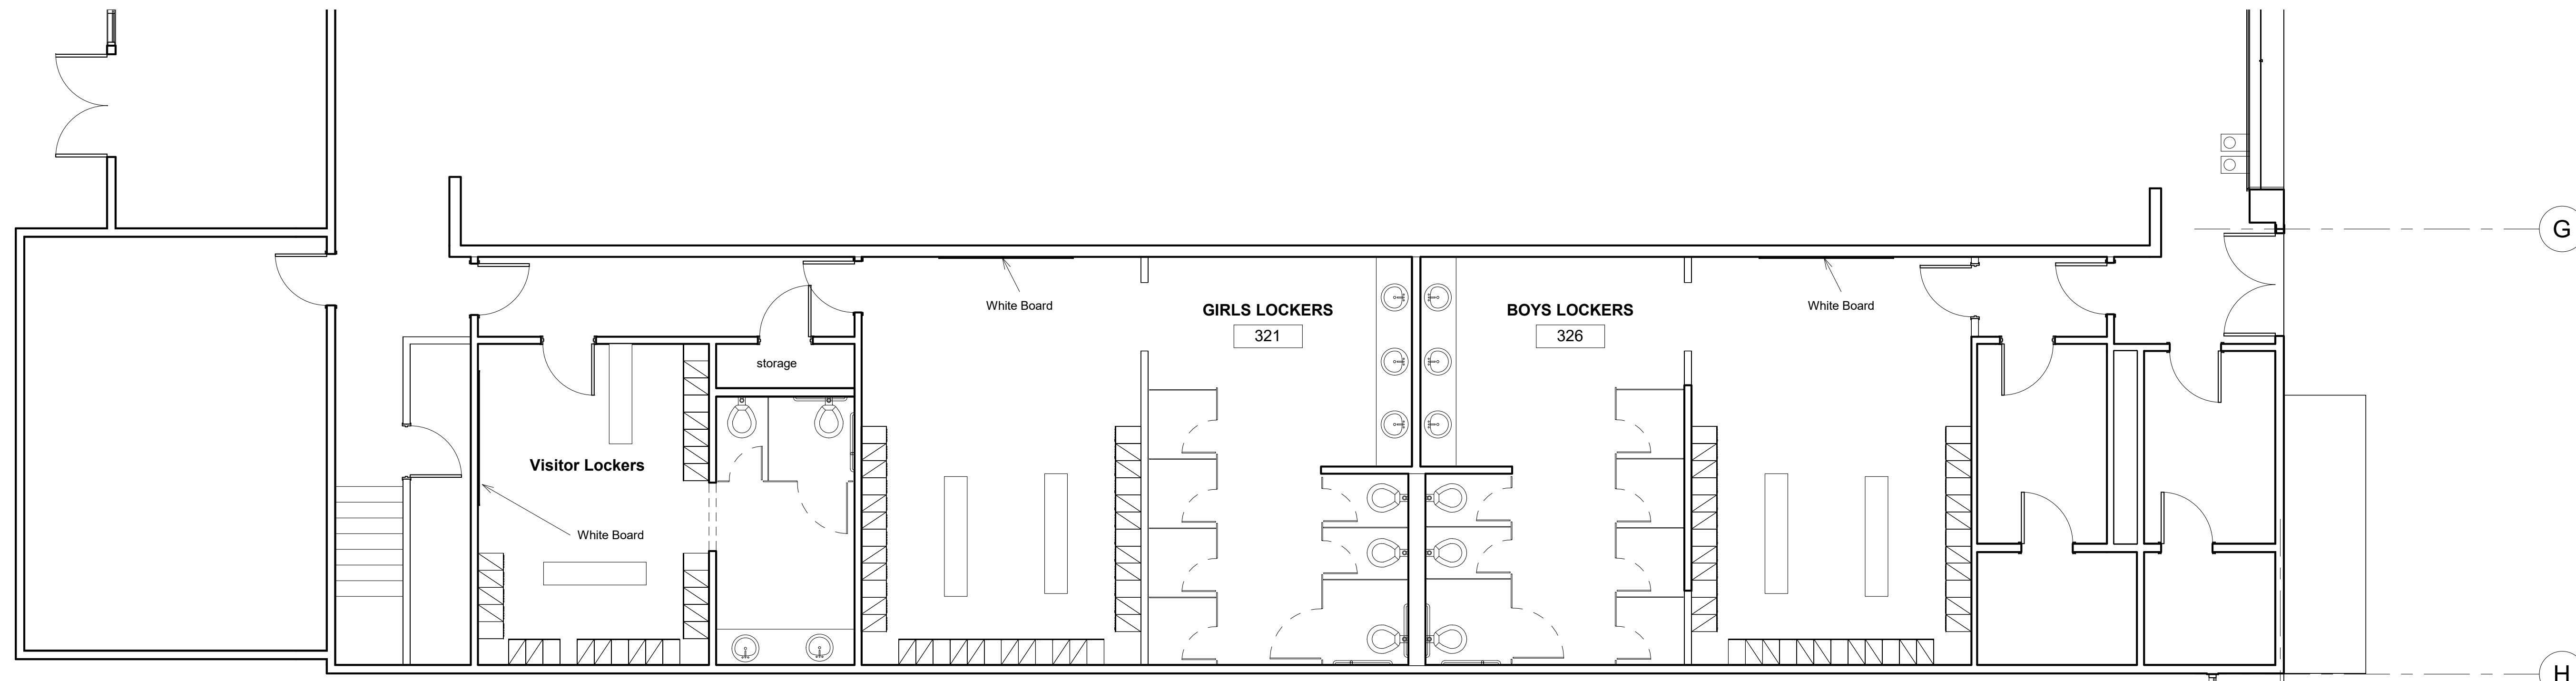 G
White Board
GIRLS LOCKERS
321
BOYS LOCKERS
326
White Board
storage
Visitor Lockers
White Board
H